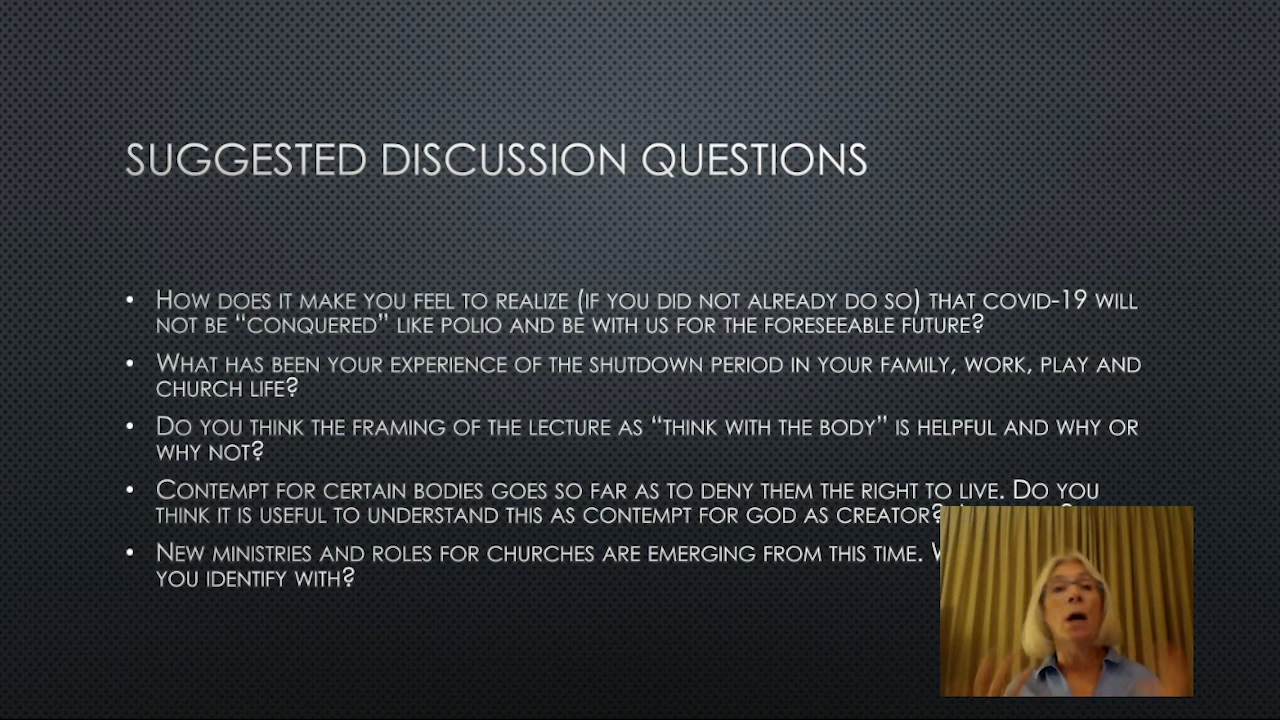 SUGGESTED DISCUSSION QUESTIONS
• HOW DOES IT MAKE YOU FEEL TO REALIZE (IF YOU DID NOT ALREADY DO SO) THAT COVID-19 WILL
NOT BE “CONQUERED” LIKE POLIO AND BE WITH US FOR THE FORESEEABLE FUTURE?
• WHAT HAS BEEN YOUR EXPERIENCE OF THE SHUTDOWN PERIOD IN YOUR FAMILY, WORK, PLAY AND
CHURCH LIFE?
• DO YOU THINK THE FRAMING OF THE LECTURE AS “THINK WITH THE BODY” IS HELPFUL AND WHY OR
WHY NOT?
• CONTEMPT FOR CERTAIN BODIES GOES SO FAR AS TO DENY THEM THE RIGHT TO LIVE. DO YOU
THINK IT IS USEFUL TO UNDERSTAND THIS AS CONTEMPT FOR GOD AS CREATOR?
• NEW MINISTRIES AND ROLES FOR CHURCHES ARE EMERGING FROM THIS TIME.
YOU IDENTIFY WITH?